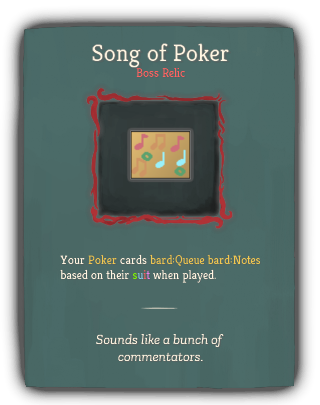 Song of Poker
Boss Relic
Your Poker cards bard:Queue bard:Notes
based on their suit when played.
Sounds like a bunch of
commentators.